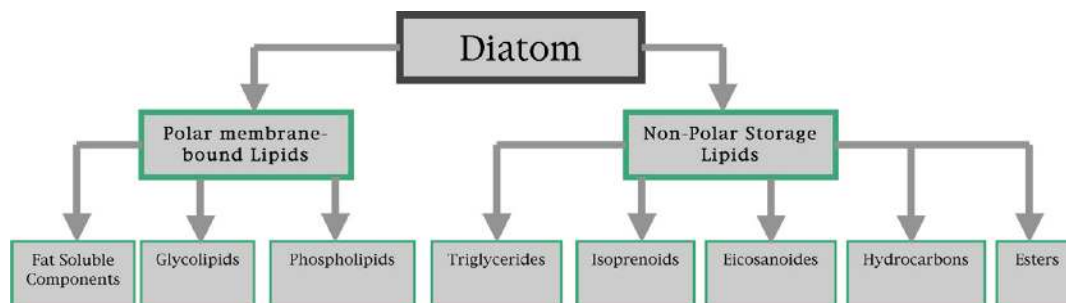 Diatom
Polar membrane-
bound Lipids
Non-Polar Storage
Lipids
Fat Soluble
Components
Glycolipids
Phospholipids
Triglycerides
Isoprenoids
Eicosanoides
Hydrocarbons
Esters